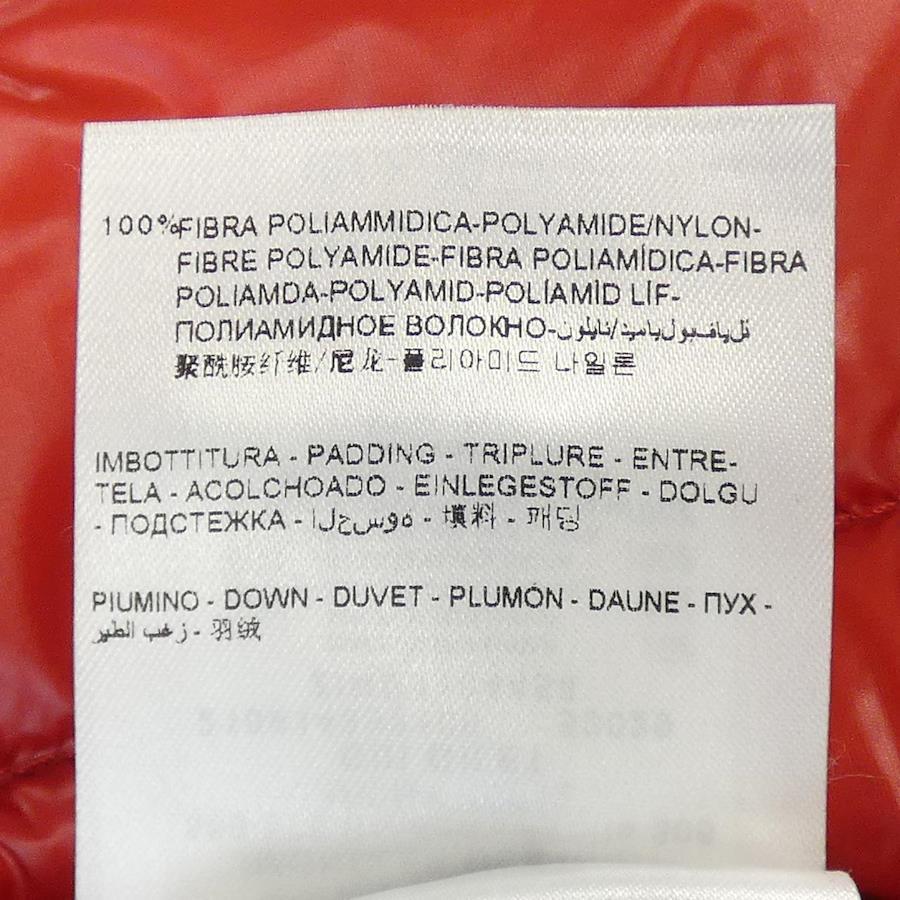 100% FIBRA POLIAMMIDICA-POLYAMIDE/NYLON-
FIBRE POLYAMIDE-FIBRA POLIAMÍDICA-FIBRA
POLIAMDA-POLYAMID-POLİAMİD LİF-
ПОЛИАМИДНОЕ ВОЛОКНО-
聚酰胺纤维/尼龙-폴리아미드 나일론
IMBOTTITURA - PADDING - TRIPLURE - ENTRE-
TELA - ACOLCHOADO - EINLEGESTOFF - DOLGU
- ПОДСТЕЖКА - الحسوه - 填料 - 패딩
PIUMINO - DOWN - DUVET - PLUMÓN - DAUNE - ПУХ -
زغب الطير - 羽绒